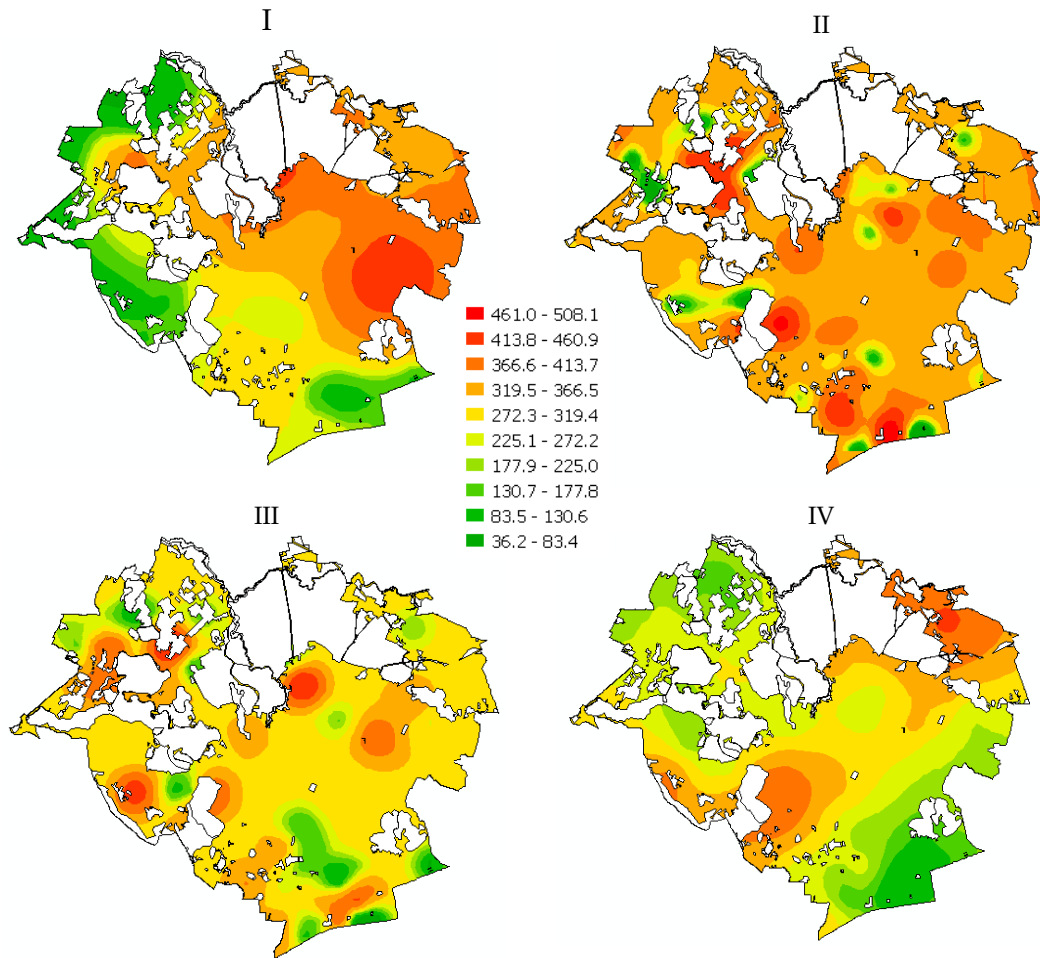 I
II
461.0 - 508.1
413.8 - 460.9
366.6 - 413.7
319.5 - 366.5
272.3 - 319.4
225.1 - 272.2
177.9 - 225.0
130.7 - 177.8
83.5 - 130.6
36.2 - 83.4
III
IV